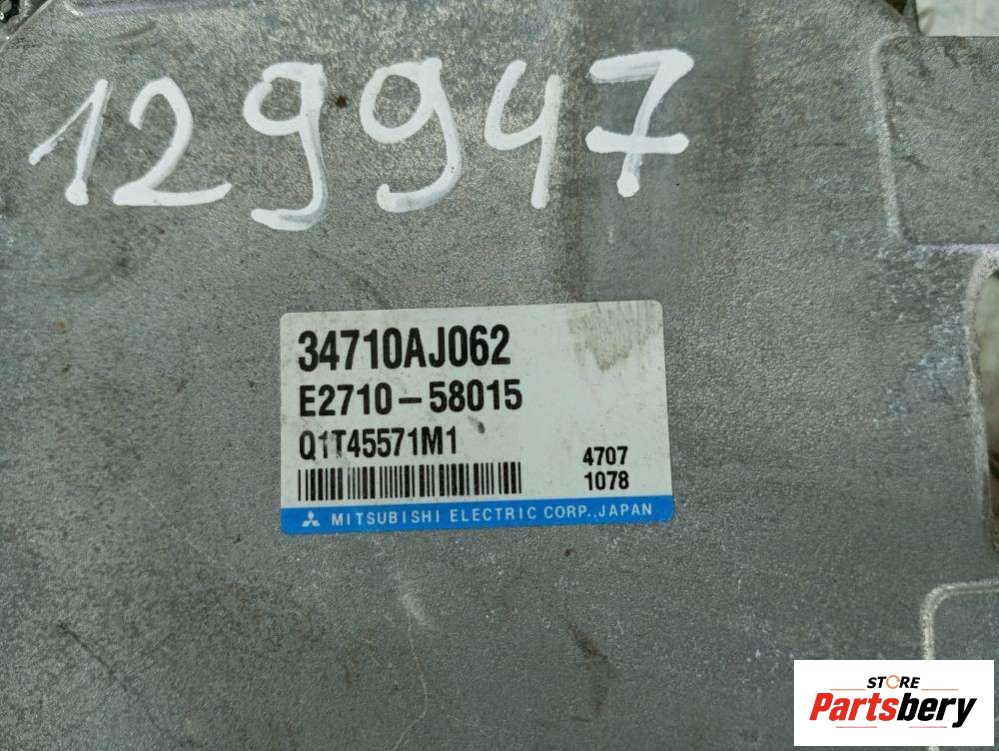 129947
34710AJ062
E2710-58015
Q1T45571M1
4707
1078
MITSUBISHI ELECTRIC CORP.,JAPAN
STORE
Partsbery